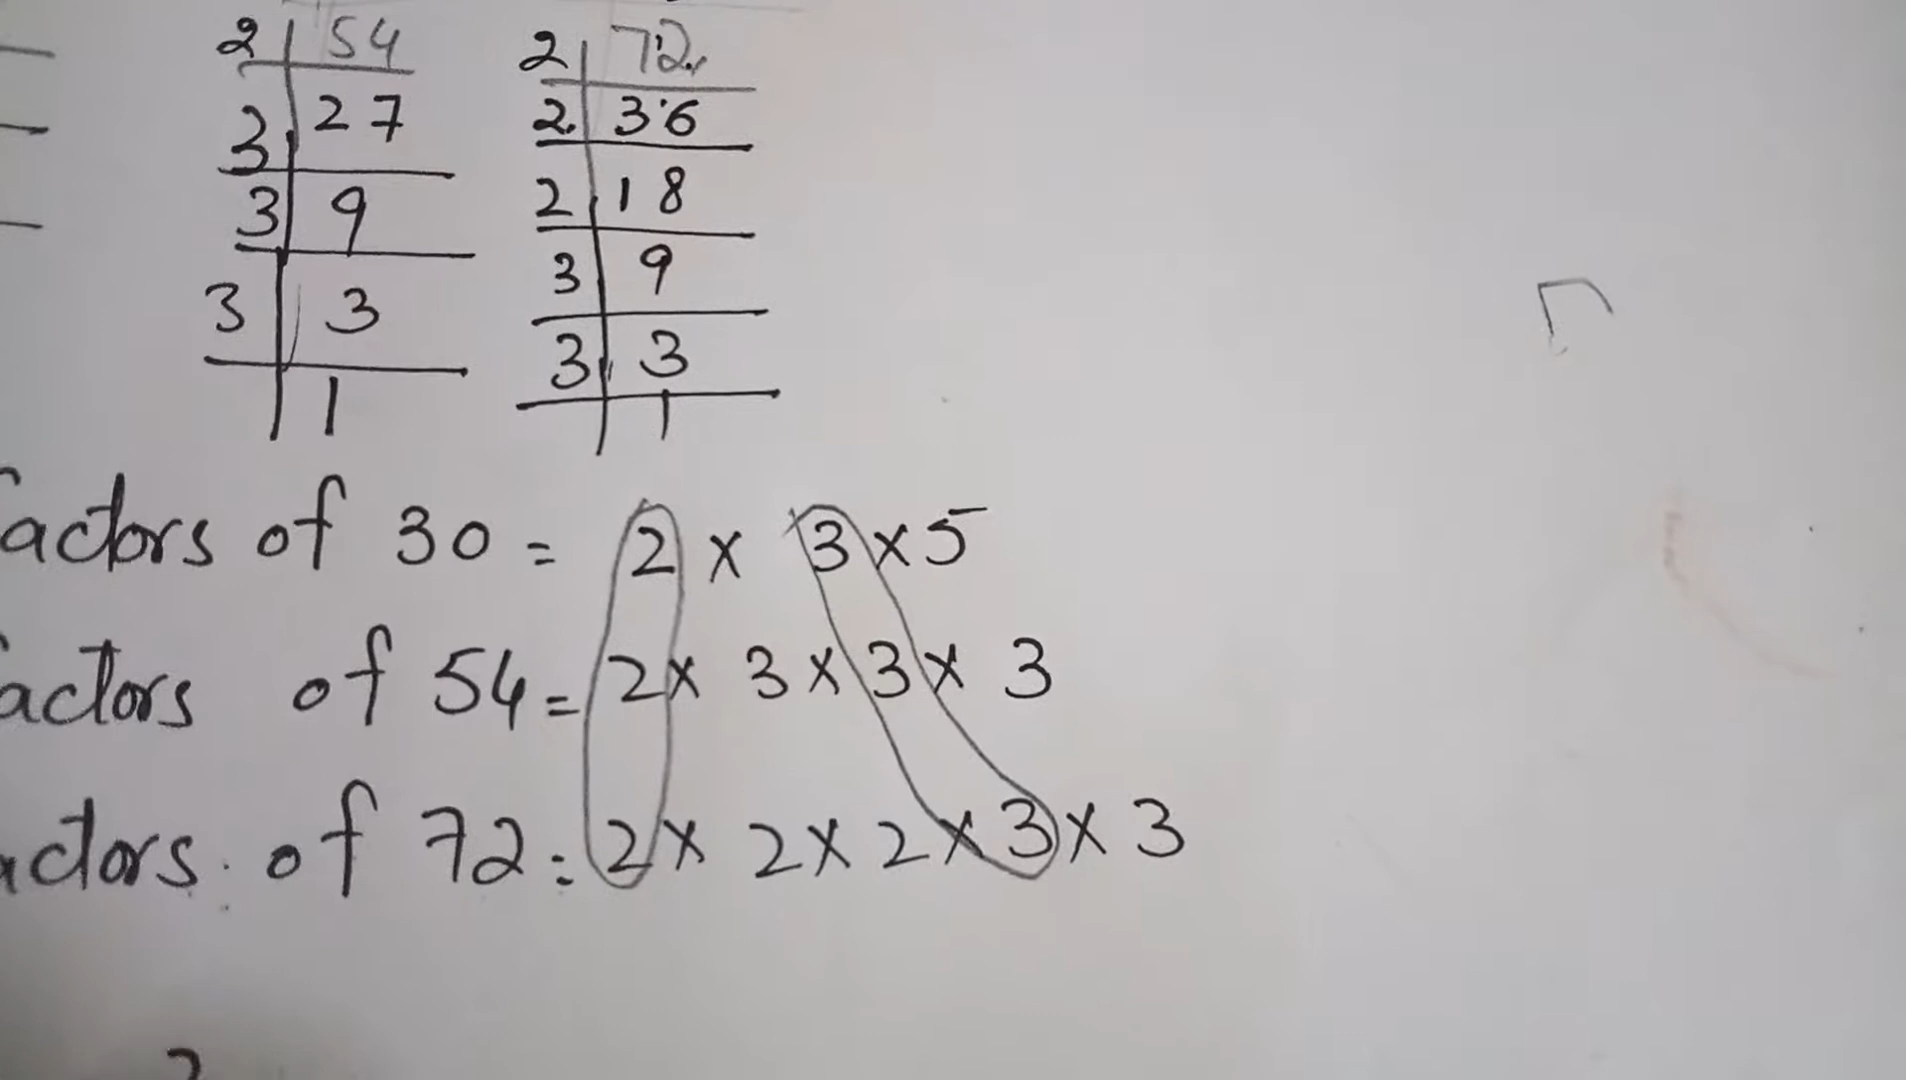 2 | 54
3 | 27
3 | 9
3 | 3
1
2 | 72
2 | 36
2 | 18
3 | 9
3 | 3
1
actors of 30 = 2 x 3 x 5
actors of 54 = 2 x 3 x 3 x 3
actors of 72 = 2 x 2 x 2 x 3 x 3